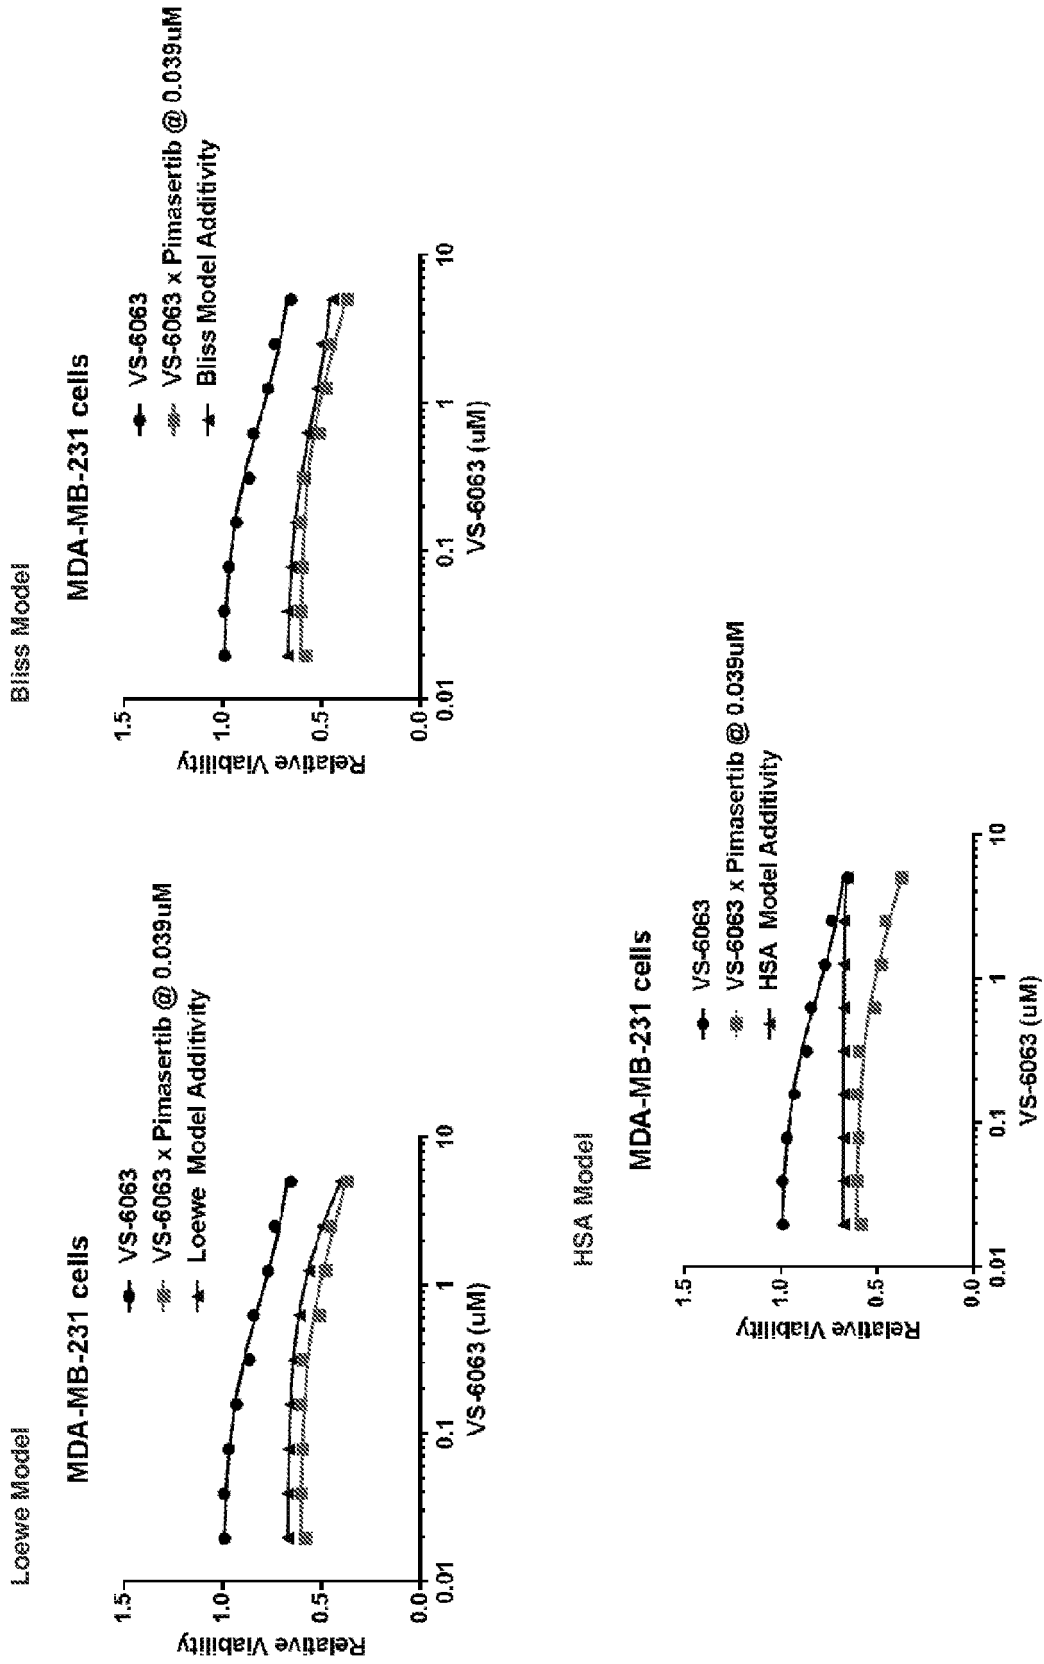 Loewe Model
MDA-MB-231 cells
VS-6063
VS-6063 x Pimasertib @ 0.039uM
Loewe Model Additivity
Relative Viability
1.5
1.0
0.5
0.0
0.01
0.1
1
10
VS-6063 (uM)
Bliss Model
MDA-MB-231 cells
VS-6063
VS-6063 x Pimasertib @ 0.039uM
Bliss Model Additivity
Relative Viability
1.5
1.0
0.5
0.0
0.01
0.1
1
10
VS-6063 (uM)
HSA Model
MDA-MB-231 cells
VS-6063
VS-6063 x Pimasertib @ 0.039uM
HSA Model Additivity
Relative Viability
1.5
1.0
0.5
0.0
0.01
0.1
1
10
VS-6063 (uM)